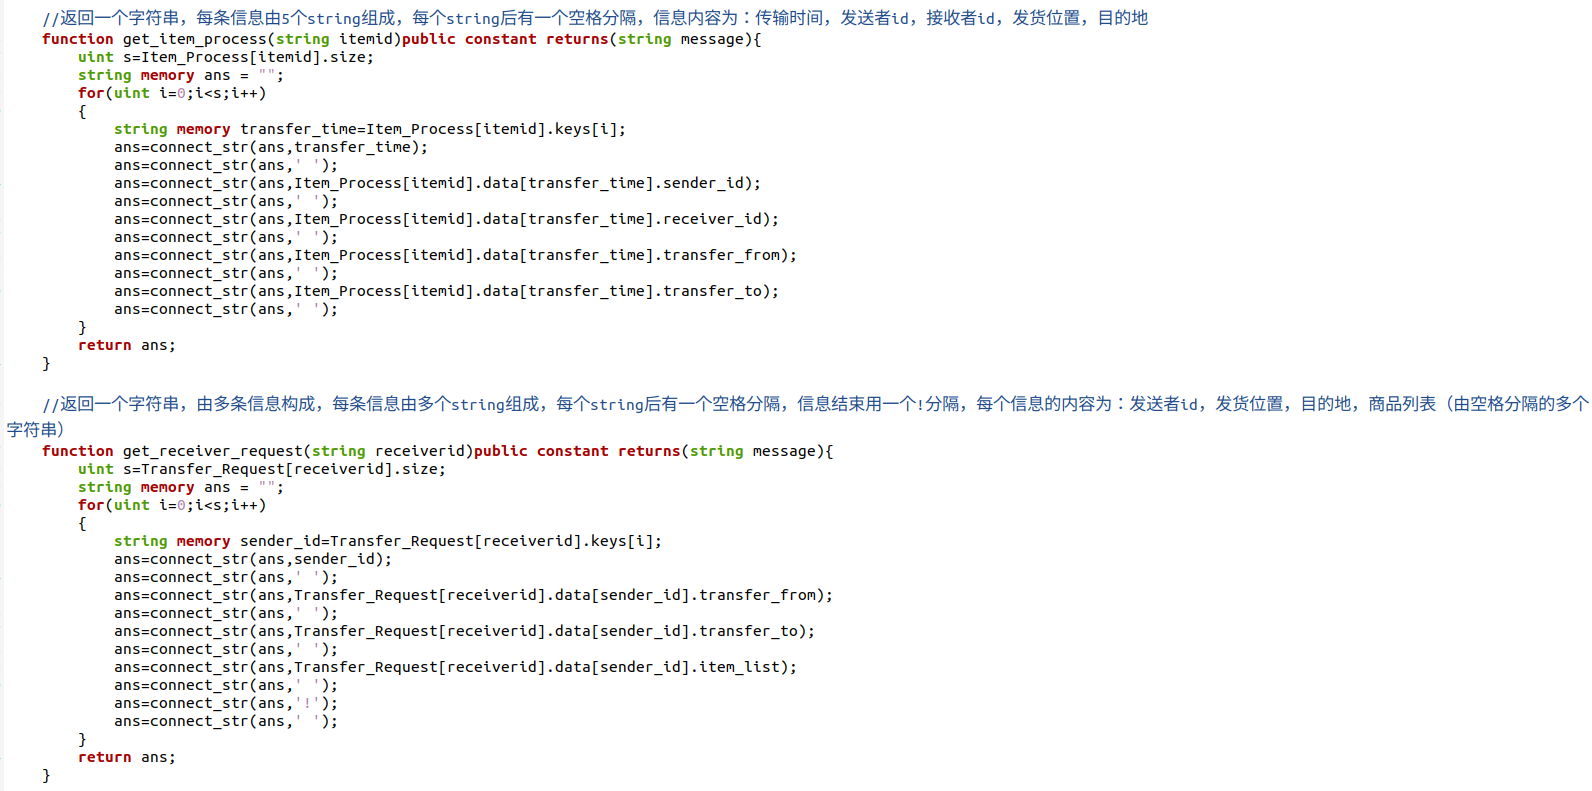 //返回一个字符串，每条信息由5个string组成，每个string后有一个空格分隔，信息内容为：传输时间，发送者id，接收者id，发货位置，目的地
function get_item_process(string itemid)public constant returns(string message){
uint s=Item_Process[itemid].size;
string memory ans = "";
for(uint i=0;i<s;i++)
{
string memory transfer_time=Item_Process[itemid].keys[i];
ans=connect_str(ans,transfer_time);
ans=connect_str(ans,' ');
ans=connect_str(ans,Item_Process[itemid].data[transfer_time].sender_id);
ans=connect_str(ans,' ');
ans=connect_str(ans,Item_Process[itemid].data[transfer_time].receiver_id);
ans=connect_str(ans,' ');
ans=connect_str(ans,Item_Process[itemid].data[transfer_time].transfer_from);
ans=connect_str(ans,' ');
ans=connect_str(ans,Item_Process[itemid].data[transfer_time].transfer_to);
ans=connect_str(ans,' ');
}
return ans;
}
//返回一个字符串，由多条信息构成，每条信息由多个string组成，每个string后有一个空格分隔，信息结束用一个!分隔，每个信息的内容为：发送者id，发货位置，目的地，商品列表（由空格分隔的多个
字符串）
function get_receiver_request(string receiverid)public constant returns(string message){
uint s=Transfer_Request[receiverid].size;
string memory ans = "";
for(uint i=0;i<s;i++)
{
string memory sender_id=Transfer_Request[receiverid].keys[i];
ans=connect_str(ans,sender_id);
ans=connect_str(ans,' ');
ans=connect_str(ans,Transfer_Request[receiverid].data[sender_id].transfer_from);
ans=connect_str(ans,' ');
ans=connect_str(ans,Transfer_Request[receiverid].data[sender_id].transfer_to);
ans=connect_str(ans,' ');
ans=connect_str(ans,Transfer_Request[receiverid].data[sender_id].item_list);
ans=connect_str(ans,' ');
ans=connect_str(ans,'!');
ans=connect_str(ans,' ');
}
return ans;
}